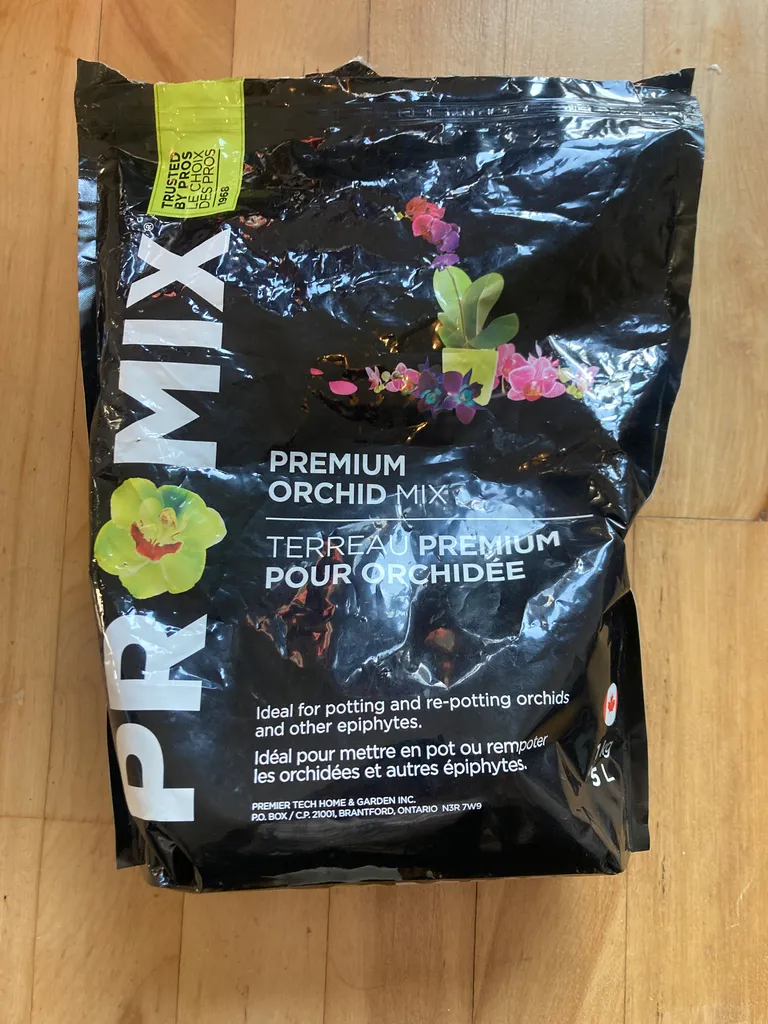 TRUSTED
BY PROS
LE CHOIX
DES PROS
1968
PRO MIX®
PREMIUM
ORCHID MIX
TERREAU PREMIUM
POUR ORCHIDÉE
Ideal for potting and re-potting orchids
and other epiphytes.
Idéal pour mettre en pot ou rempoter
les orchidées et autres épiphytes.
1 kg
5 L
PREMIER TECH HOME & GARDEN INC.
P.O. BOX / C.P. 21001, BRANTFORD, ONTARIO N3R 7W9